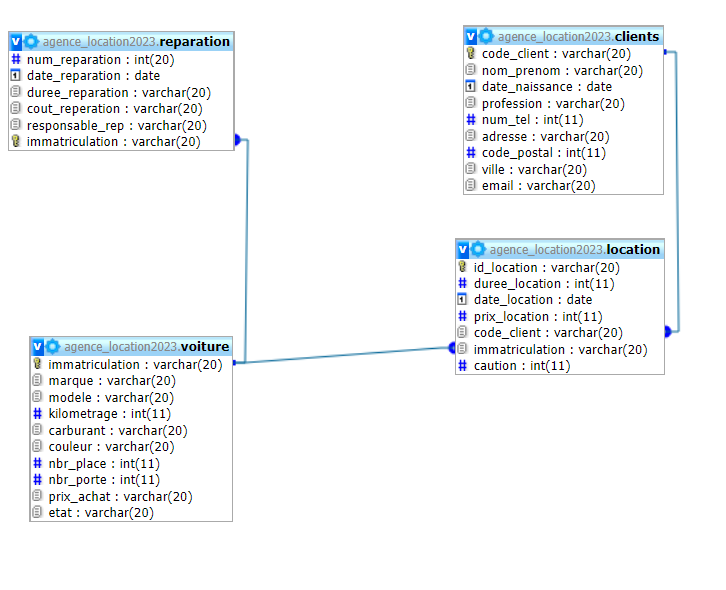 agence_location2023.reparation
num_reparation : int(20)
date_reparation : date
duree_reparation : varchar(20)
cout_reperation : varchar(20)
responsable_rep : varchar(20)
immatriculation : varchar(20)
agence_location2023.clients
code_client : varchar(20)
nom_prenom : varchar(20)
date_naissance : date
profession : varchar(20)
num_tel : int(11)
adresse : varchar(20)
code_postal : int(11)
ville : varchar(20)
email : varchar(20)
agence_location2023.location
id_location : varchar(20)
duree_location : int(11)
date_location : date
prix_location : int(11)
code_client : varchar(20)
immatriculation : varchar(20)
caution : int(11)
agence_location2023.voiture
immatriculation : varchar(20)
marque : varchar(20)
modele : varchar(20)
kilometrage : int(11)
carburant : varchar(20)
couleur : varchar(20)
nbr_place : int(11)
nbr_porte : int(11)
prix_achat : varchar(20)
etat : varchar(20)